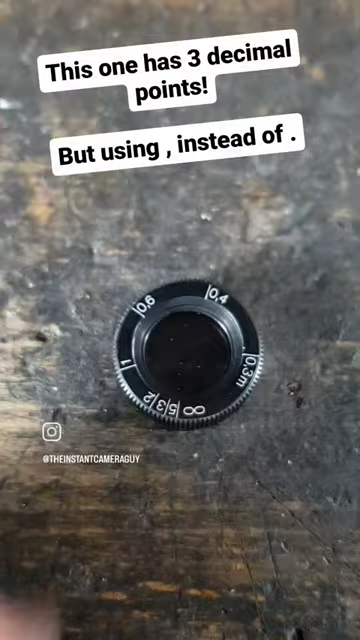 This one has 3 decimal
points!
But using , instead of .
0,6
0,4
0,3m
1
2
3
5
∞
@THEINSTANTCAMERAGUY